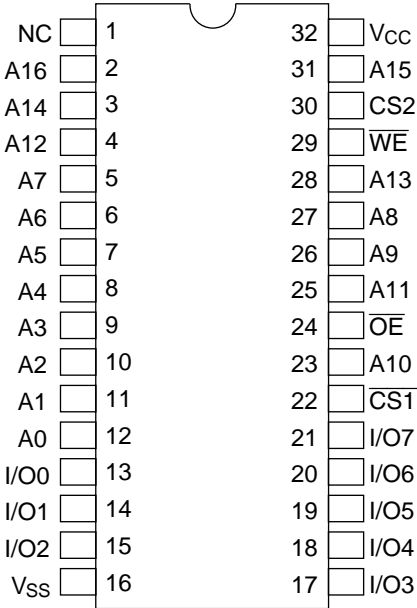 NC 1 32 VCC
A16 2 31 A15
A14 3 30 CS2
A12 4 29 W̅E̅
A7 5 28 A13
A6 6 27 A8
A5 7 26 A9
A4 8 25 A11
A3 9 24 O̅E̅
A2 10 23 A10
A1 11 22 C̅S̅1̅
A0 12 21 I/O7
I/O0 13 20 I/O6
I/O1 14 19 I/O5
I/O2 15 18 I/O4
VSS 16 17 I/O3